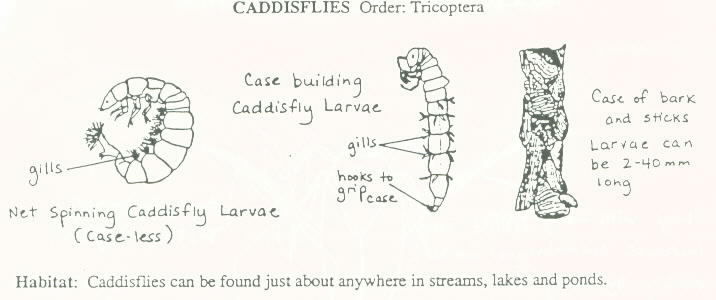 CADDISFLIES Order: Tricoptera
Case building
Caddisfly Larvae
gills
Net Spinning Caddisfly Larvae
(Case-less)
gills
hooks to
grip case
Case of bark
and sticks
Larvae can
be 2-40mm
long
Habitat: Caddisflies can be found just about anywhere in streams, lakes and ponds.